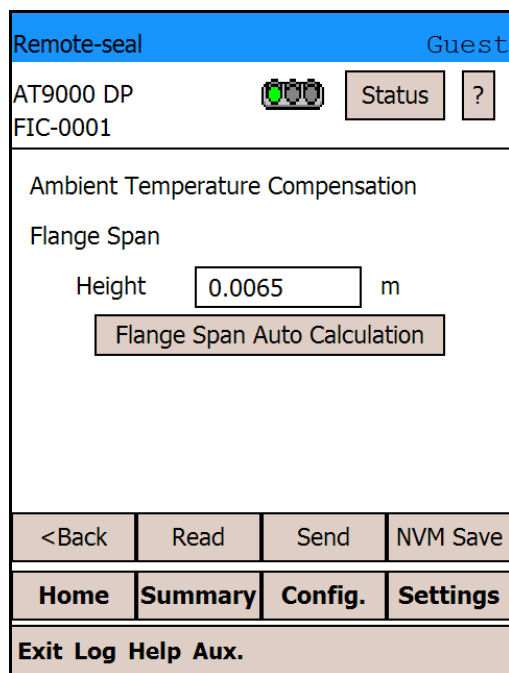 Remote-seal Guest
AT9000 DP Status ?
FIC-0001
Ambient Temperature Compensation
Flange Span
Height 0.0065 m
Flange Span Auto Calculation
<Back Read Send NVM Save
Home Summary Config. Settings
Exit Log Help Aux.